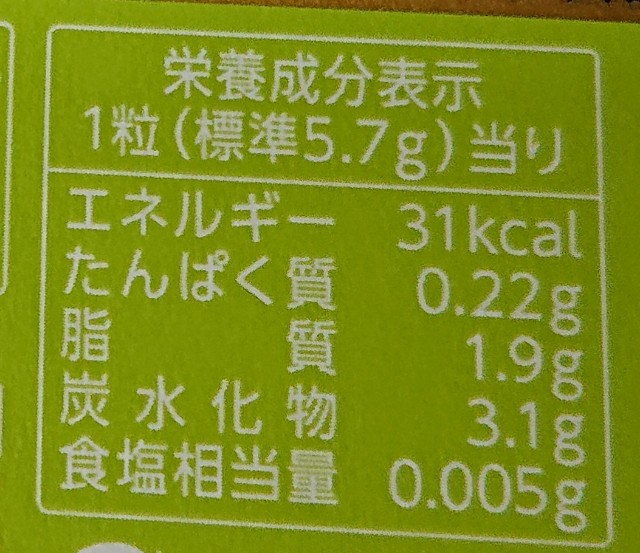 栄養成分表示
1粒(標準5.7g)当り
エネルギー 31kcal
たんぱく質 0.22g
脂質 1.9g
炭水化物 3.1g
食塩相当量 0.005g